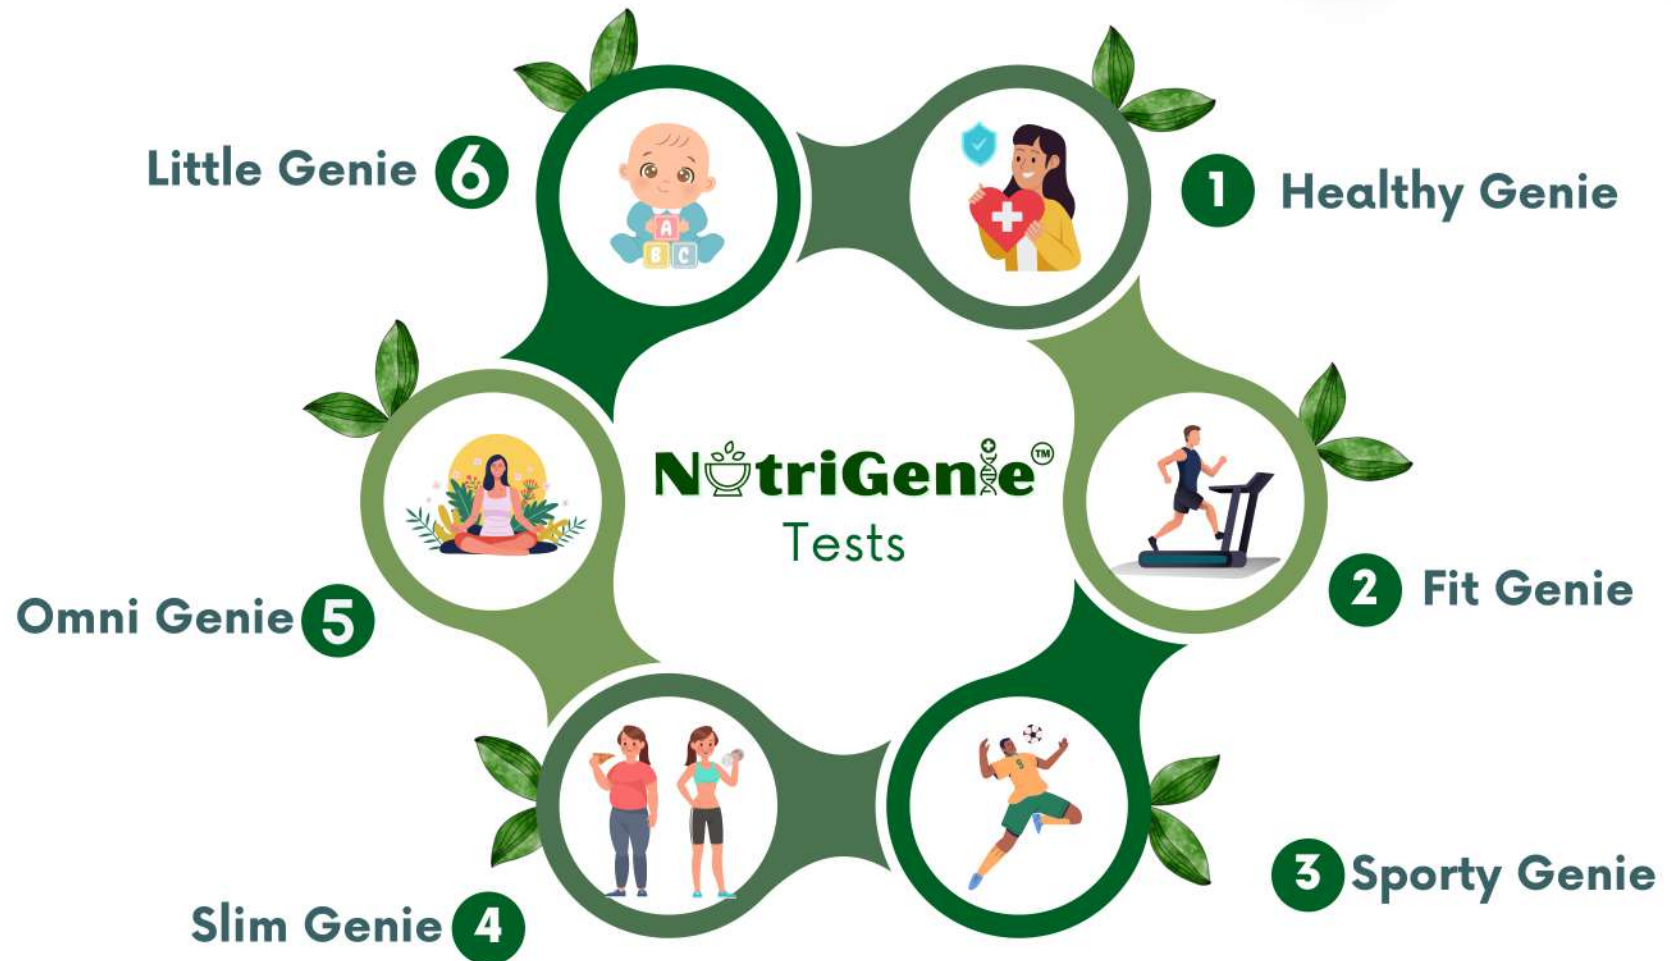 Little Genie 6
1 Healthy Genie
A
B C
NutriGenie™
Tests
Omni Genie 5
2 Fit Genie
9
3 Sporty Genie
Slim Genie 4